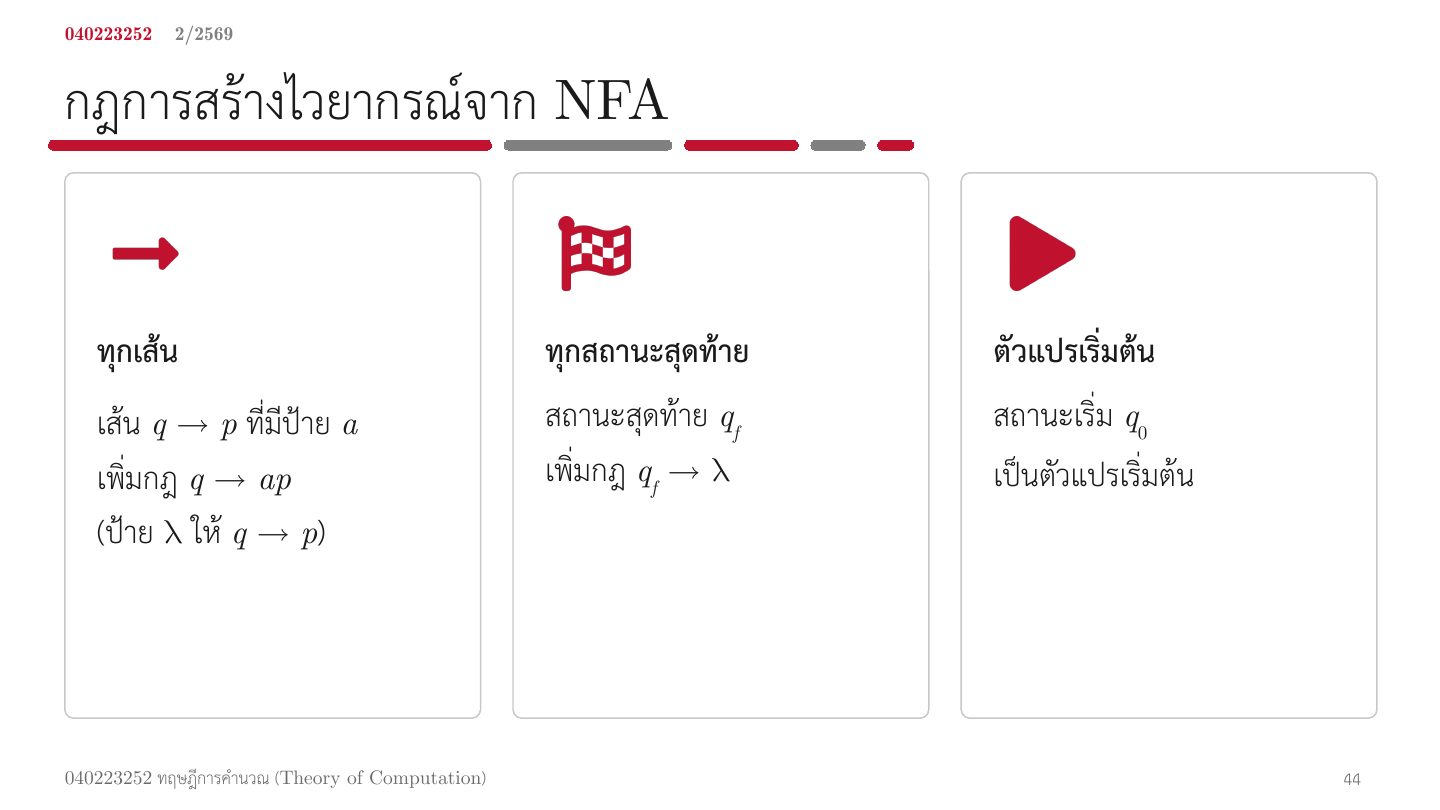 040223252 2/2569
กฎการสร้างไวยากรณ์จาก NFA
ทุกเส้น
เส้น q → p ที่มีป้าย a
เพิ่มกฎ q → ap
(ป้าย λ ให้ q → p)
ทุกสถานะสุดท้าย
สถานะสุดท้าย q_f
เพิ่มกฎ q_f → λ
ตัวแปรเริ่มต้น
สถานะเริ่ม q_0
เป็นตัวแปรเริ่มต้น
040223252 ทฤษฎีการคำนวณ (Theory of Computation)
44